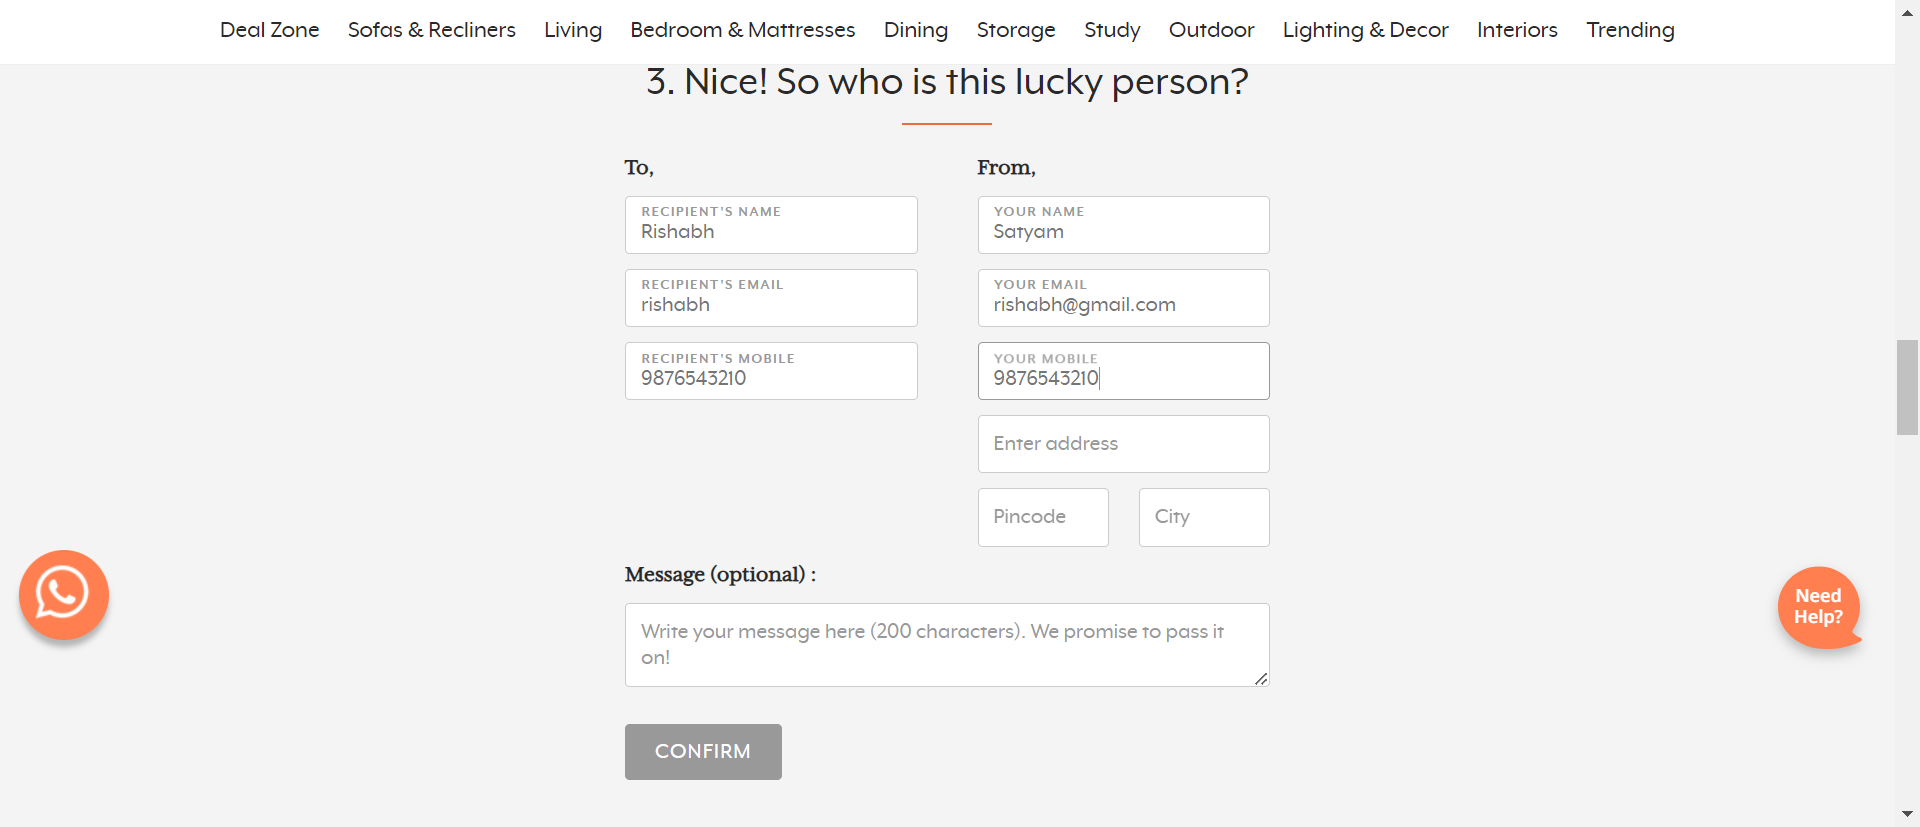 Deal Zone Sofas & Recliners Living Bedroom & Mattresses Dining Storage Study Outdoor Lighting & Decor Interiors Trending
3. Nice! So who is this lucky person?
To,
RECIPIENT'S NAME
Rishabh
RECIPIENT'S EMAIL
rishabh
RECIPIENT'S MOBILE
9876543210
From,
YOUR NAME
Satyam
YOUR EMAIL
rishabh@gmail.com
YOUR MOBILE
9876543210
Enter address
Pincode City
Message (optional) :
Write your message here (200 characters). We promise to pass it
on!
CONFIRM
Need
Help?